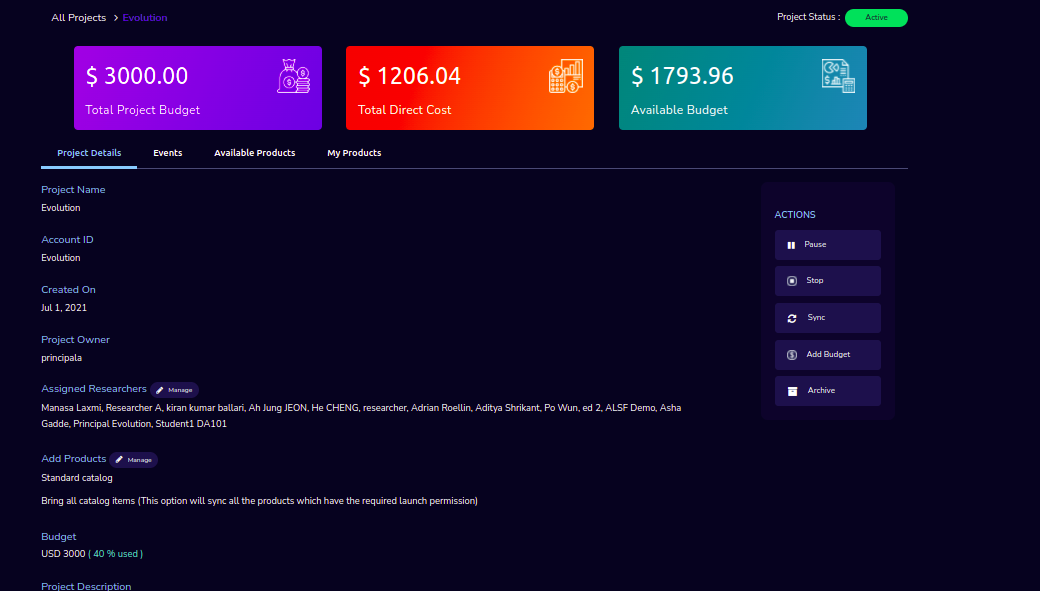 All Projects > Evolution
Project Status : Active
$ 3000.00
Total Project Budget
$ 1206.04
Total Direct Cost
$ 1793.96
Available Budget
Project Details Events Available Products My Products
Project Name
Evolution
Account ID
Evolution
Created On
Jul 1, 2021
Project Owner
principala
Assigned Researchers Manage
Manasa Laxmi, Researcher A, kiran kumar ballari, Ah Jung JEON, He CHENG, researcher, Adrian Roellin, Aditya Shrikant, Po Wun, ed 2, ALSF Demo, Asha
Gadde, Principal Evolution, Student1 DA101
Add Products Manage
Standard catalog
Bring all catalog items (This option will sync all the products which have the required launch permission)
Budget
USD 3000 ( 40 % used )
Project Description
ACTIONS
Pause
Stop
Sync
Add Budget
Archive